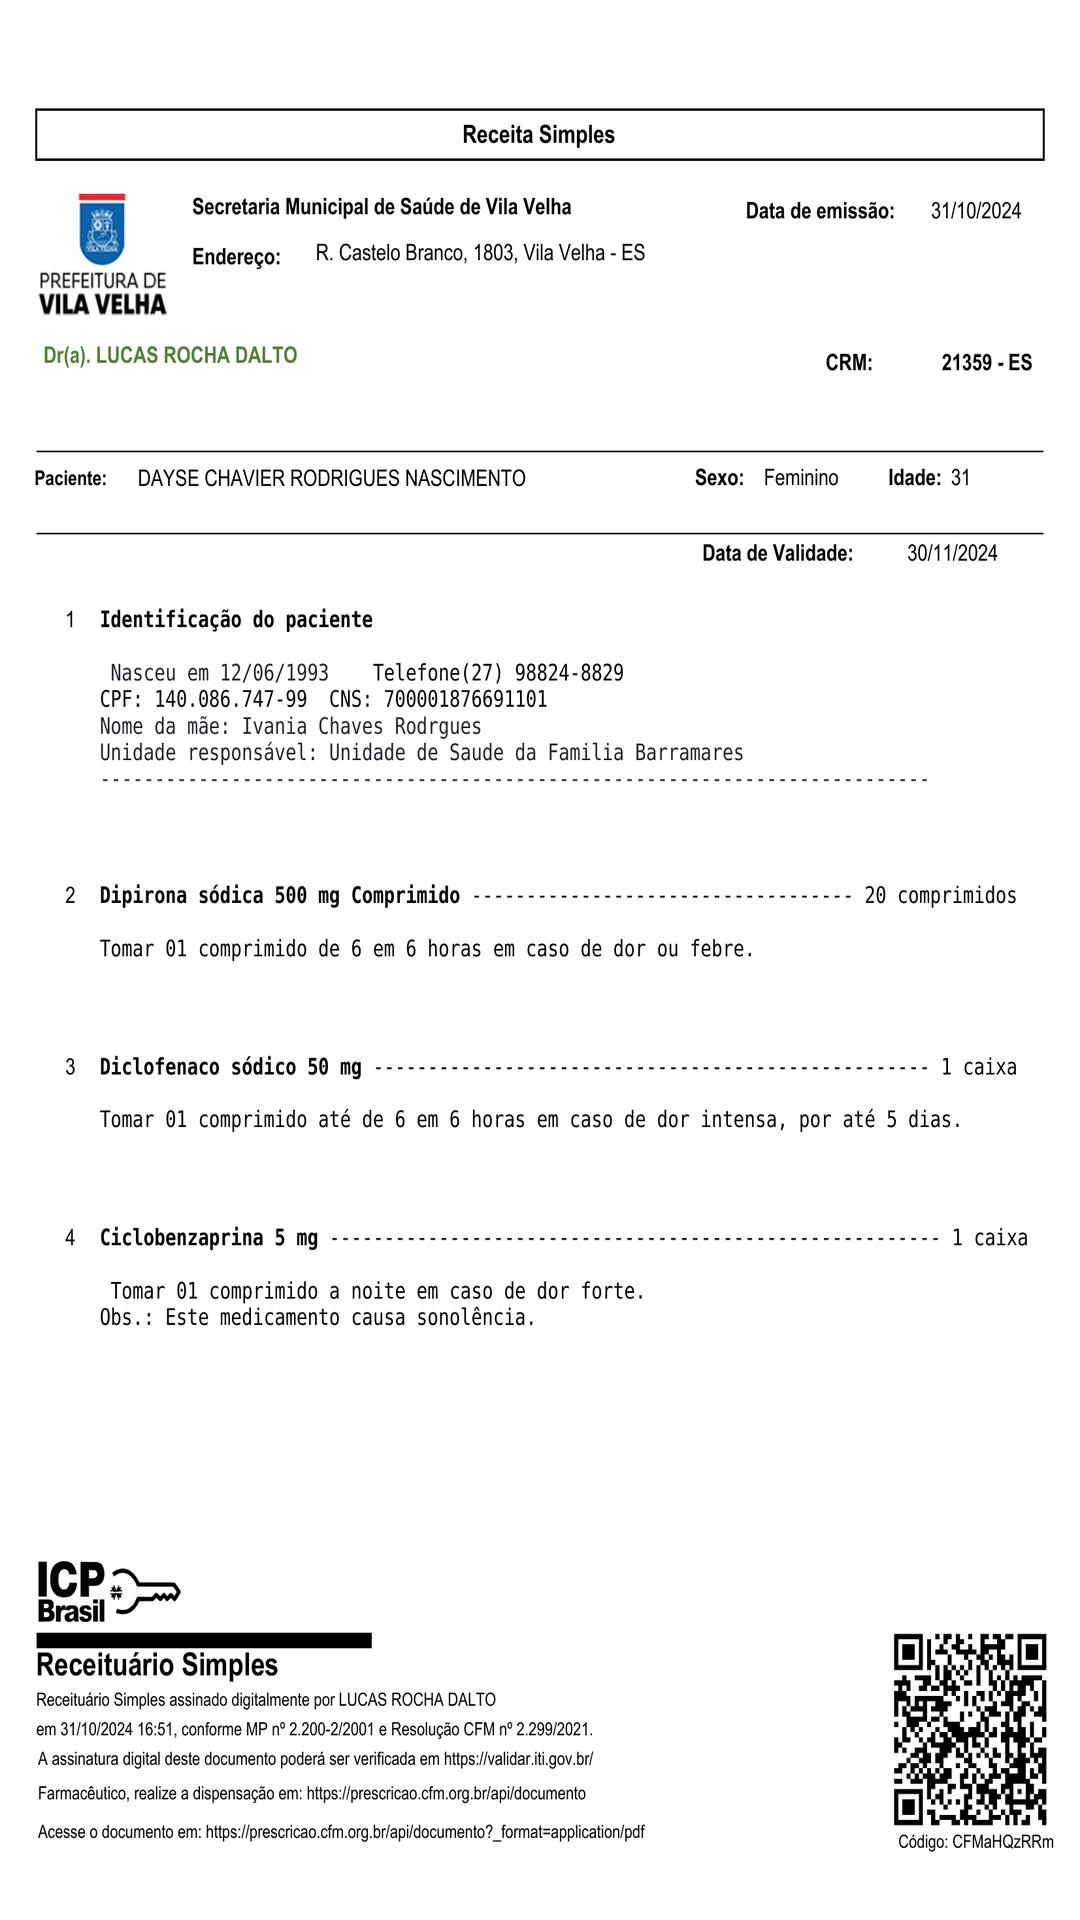 Receita Simples
Secretaria Municipal de Saúde de Vila Velha
Data de emissão: 31/10/2024
Endereço: R. Castelo Branco, 1803, Vila Velha - ES
PREFEITURA DE
VILA VELHA
Dr(a). LUCAS ROCHA DALTO
CRM: 21359 - ES
Paciente: DAYSE CHAVIER RODRIGUES NASCIMENTO Sexo: Feminino Idade: 31
Data de Validade: 30/11/2024
1 Identificação do paciente
Nasceu em 12/06/1993 Telefone(27) 98824-8829
CPF: 140.086.747-99 CNS: 700001876691101
Nome da mãe: Ivania Chaves Rodrgues
Unidade responsável: Unidade de Saude da Familia Barramares
----------------------------------------------------------------------------
2 Dipirona sódica 500 mg Comprimido ----------------------------------- 20 comprimidos
Tomar 01 comprimido de 6 em 6 horas em caso de dor ou febre.
3 Diclofenaco sódico 50 mg --------------------------------------------------- 1 caixa
Tomar 01 comprimido até de 6 em 6 horas em caso de dor intensa, por até 5 dias.
4 Ciclobenzaprina 5 mg -------------------------------------------------------- 1 caixa
Tomar 01 comprimido a noite em caso de dor forte.
Obs.: Este medicamento causa sonolência.
ICP
Brasil
Receituário Simples
Receituário Simples assinado digitalmente por LUCAS ROCHA DALTO
em 31/10/2024 16:51, conforme MP nº 2.200-2/2001 e Resolução CFM nº 2.299/2021.
A assinatura digital deste documento poderá ser verificada em https://validar.iti.gov.br/
Farmacêutico, realize a dispensação em: https://prescricao.cfm.org.br/api/documento
Acesse o documento em: https://prescricao.cfm.org.br/api/documento?_format=application/pdf
Código: CFMaHQzRRm